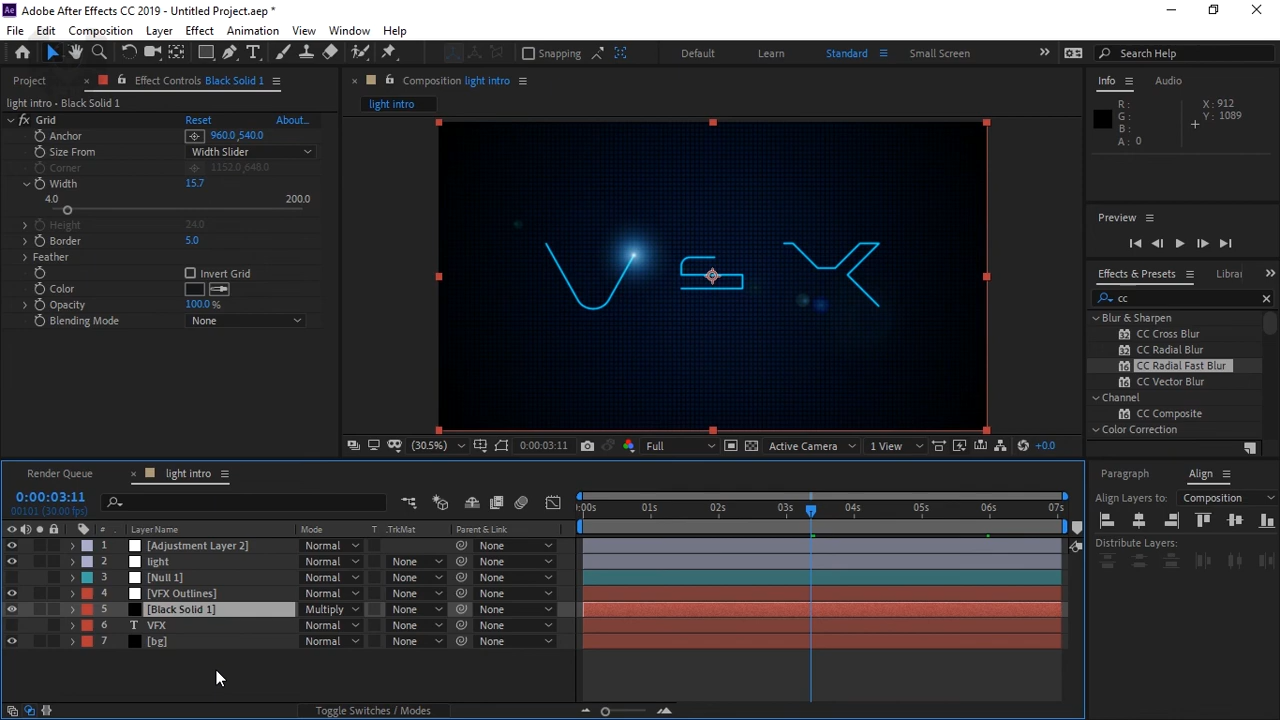 Adobe After Effects CC 2019 - Untitled Project.aep *
File Edit Composition Layer Effect Animation View Window Help
Snapping Default Learn Standard Small Screen Search Help
Project Effect Controls Black Solid 1
light intro • Black Solid 1
Grid Reset About...
Anchor 960.0,540.0
Size From Width Slider
Corner 1152.0,648.0
Width 15.7
4.0 200.0
Height 24.0
Border 5.0
Feather
Invert Grid
Color
Opacity 100.0 %
Blending Mode None
Composition light intro
light intro
(30.5%) 0:00:03:11 Full Active Camera 1 View +0.0
Info Audio
R: X: 912
G: Y: 1089
B:
A: 0
Preview
Effects & Presets Librai
cc
Blur & Sharpen
CC Cross Blur
CC Radial Blur
CC Radial Fast Blur
CC Vector Blur
Channel
CC Composite
Color Correction
Render Queue light intro
0:00:03:11
00101 (30.00 fps)
:00s 01s 02s 03s 04s 05s 06s 07s
# Layer Name Mode T .TrkMat Parent & Link
1 [Adjustment Layer 2] Normal None
2 light Normal None None
3 [Null 1] Normal None None
4 [VFX Outlines] Normal None None
5 [Black Solid 1] Multiply None None
6 T VFX Normal None None
7 [bg] Normal None None
Toggle Switches / Modes
Paragraph Align
Align Layers to: Composition
Distribute Layers: